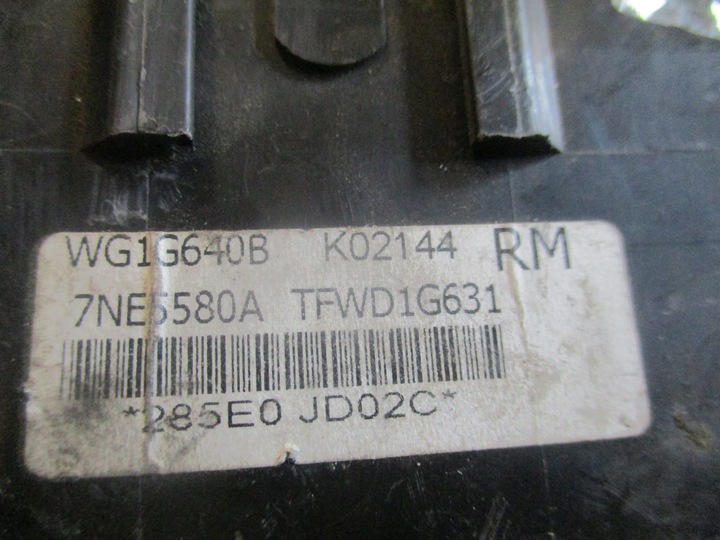 WG1G640B K02144 RM
7NE5580A TFWD1G631
*285E0 JD02C*